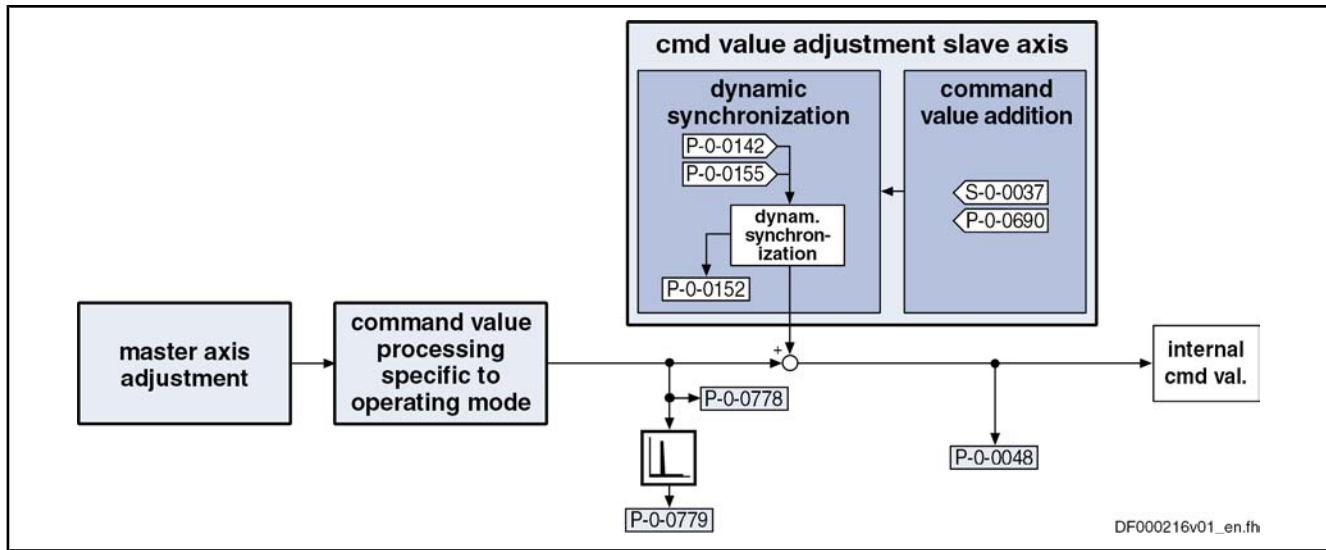 cmd value adjustment slave axis
dynamic
synchronization
command
value addition
P-0-0142
P-0-0155
S-0-0037
P-0-0690
dynam.
synchron-
ization
P-0-0152
master axis
adjustment
command value
processing
specific to
operating mode
+
internal
cmd val.
P-0-0778
P-0-0048
P-0-0779
DF000216v01_en.fh